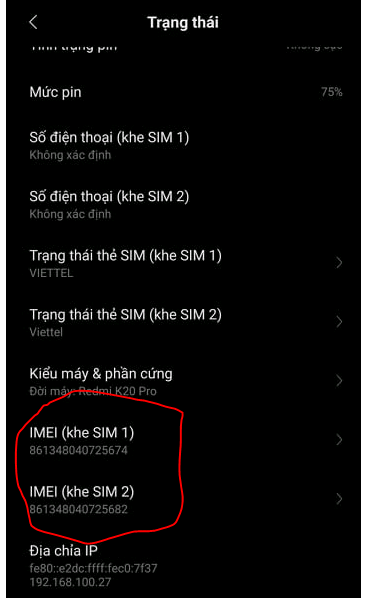 Trạng thái
Mức pin
75%
Số điện thoại (khe SIM 1)
Không xác định
Số điện thoại (khe SIM 2)
Không xác định
Trạng thái thẻ SIM (khe SIM 1)
VIETTEL
Trạng thái thẻ SIM (khe SIM 2)
Viettel
Kiểu máy & phần cứng
Đời máy: Redmi K20 Pro
IMEI (khe SIM 1)
861348040725674
IMEI (khe SIM 2)
861348040725682
Địa chỉa IP
fe80::e2dc:ffff:fec0:7f37
192.168.100.27